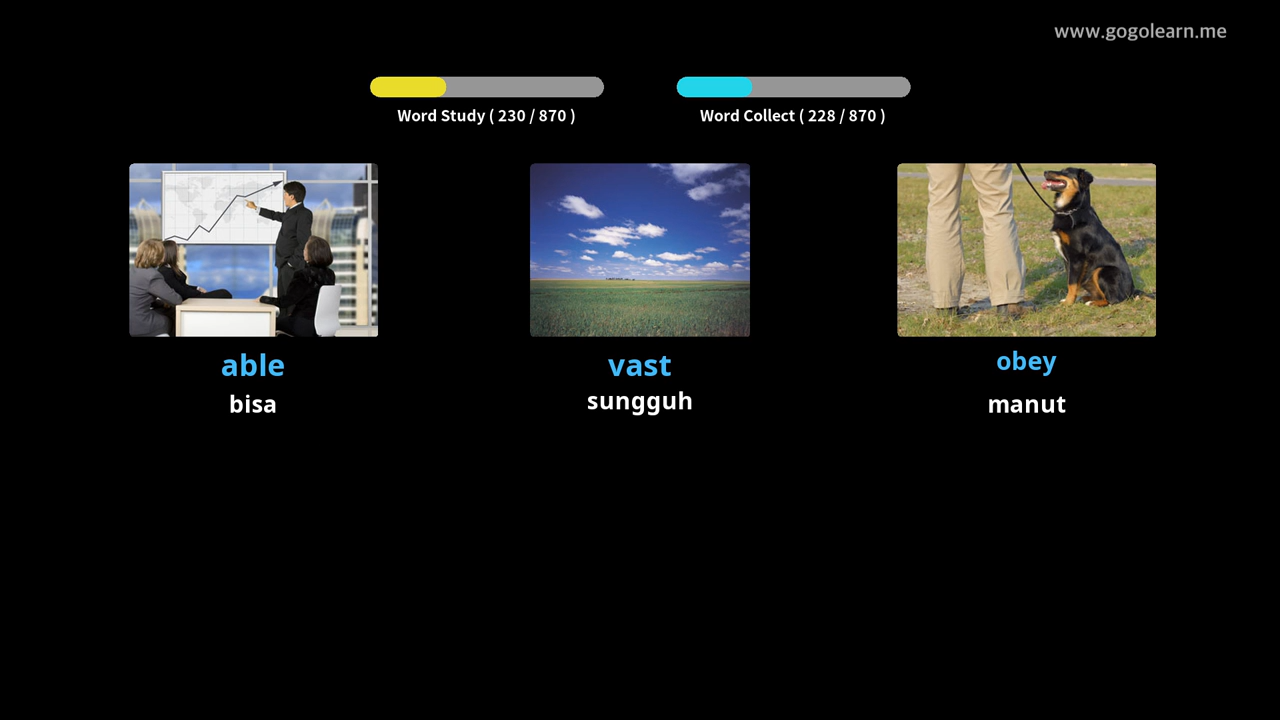 www.gogolearn.me
Word Study ( 230 / 870 )
Word Collect ( 228 / 870 )
able
bisa
vast
sungguh
obey
manut